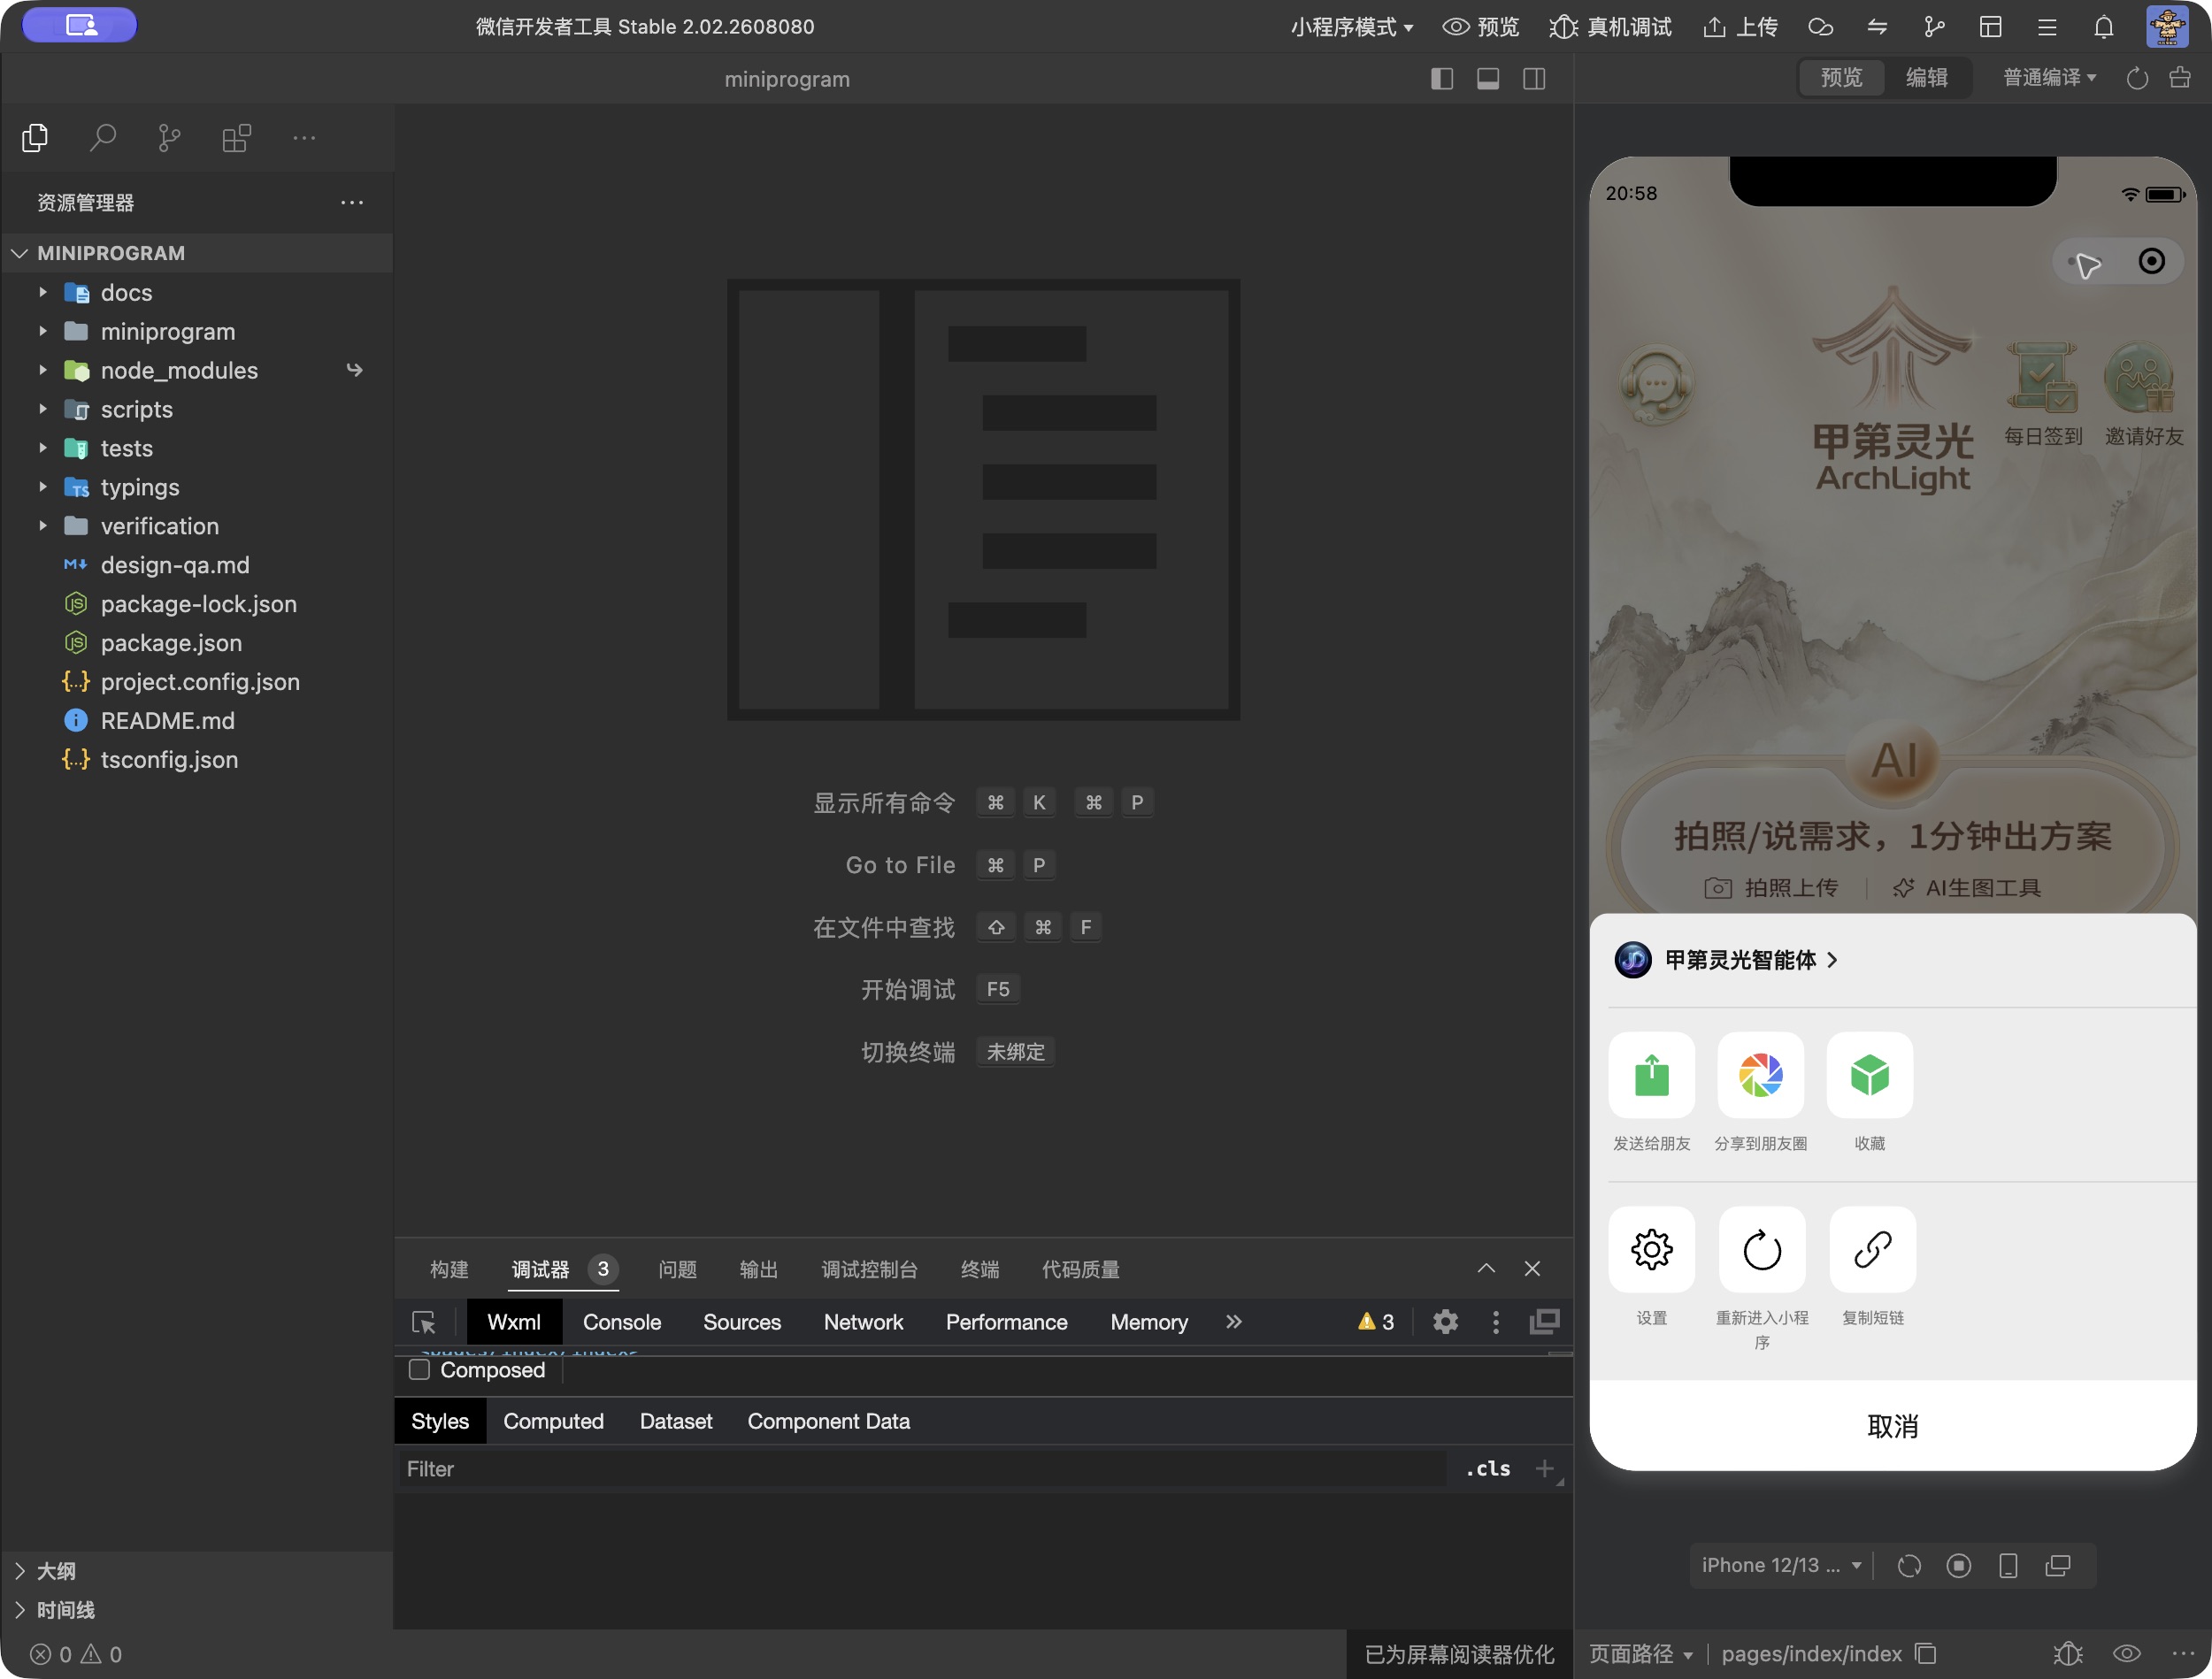 微信开发者工具 Stable 2.02.2608080
小程序模式
预览
真机调试
上传
miniprogram
预览
编辑
普通编译
资源管理器
MINIPROGRAM
docs
miniprogram
node_modules
scripts
tests
typings
verification
design-qa.md
package-lock.json
package.json
project.config.json
README.md
tsconfig.json
大纲
时间线
0
0
显示所有命令 ⌘ K ⌘ P
Go to File ⌘ P
在文件中查找 ⇧ ⌘ F
开始调试 F5
切换终端 未绑定
构建
调试器 3
问题
输出
调试控制台
终端
代码质量
Wxml
Console
Sources
Network
Performance
Memory
3
Composed
Styles
Computed
Dataset
Component Data
Filter
.cls
已为屏幕阅读器优化
20:58
甲第灵光
ArchLight
每日签到
邀请好友
AI
拍照/说需求，1分钟出方案
拍照上传
AI生图工具
JD
甲第灵光智能体
发送给朋友
分享到朋友圈
收藏
设置
重新进入小程
序
复制短链
取消
iPhone 12/13 ...
页面路径
pages/index/index